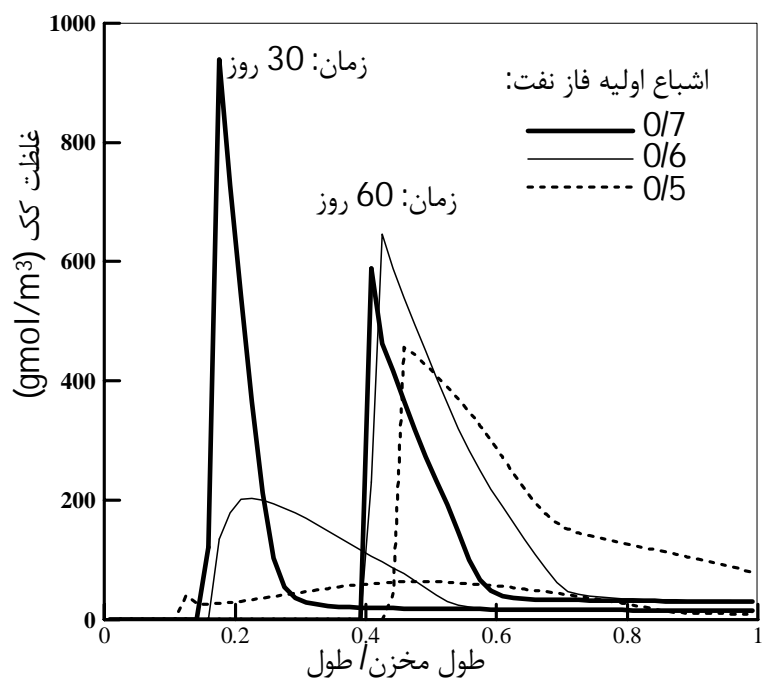 1000
800
600
400
200
0
غلظت کک (gmol/m³)
زمان: 30 روز
زمان: 60 روز
اشباع اولیه فاز نفت:
0/7
0/6
0/5
0 0.2 0.4 0.6 0.8 1
طول مخزن/ طول